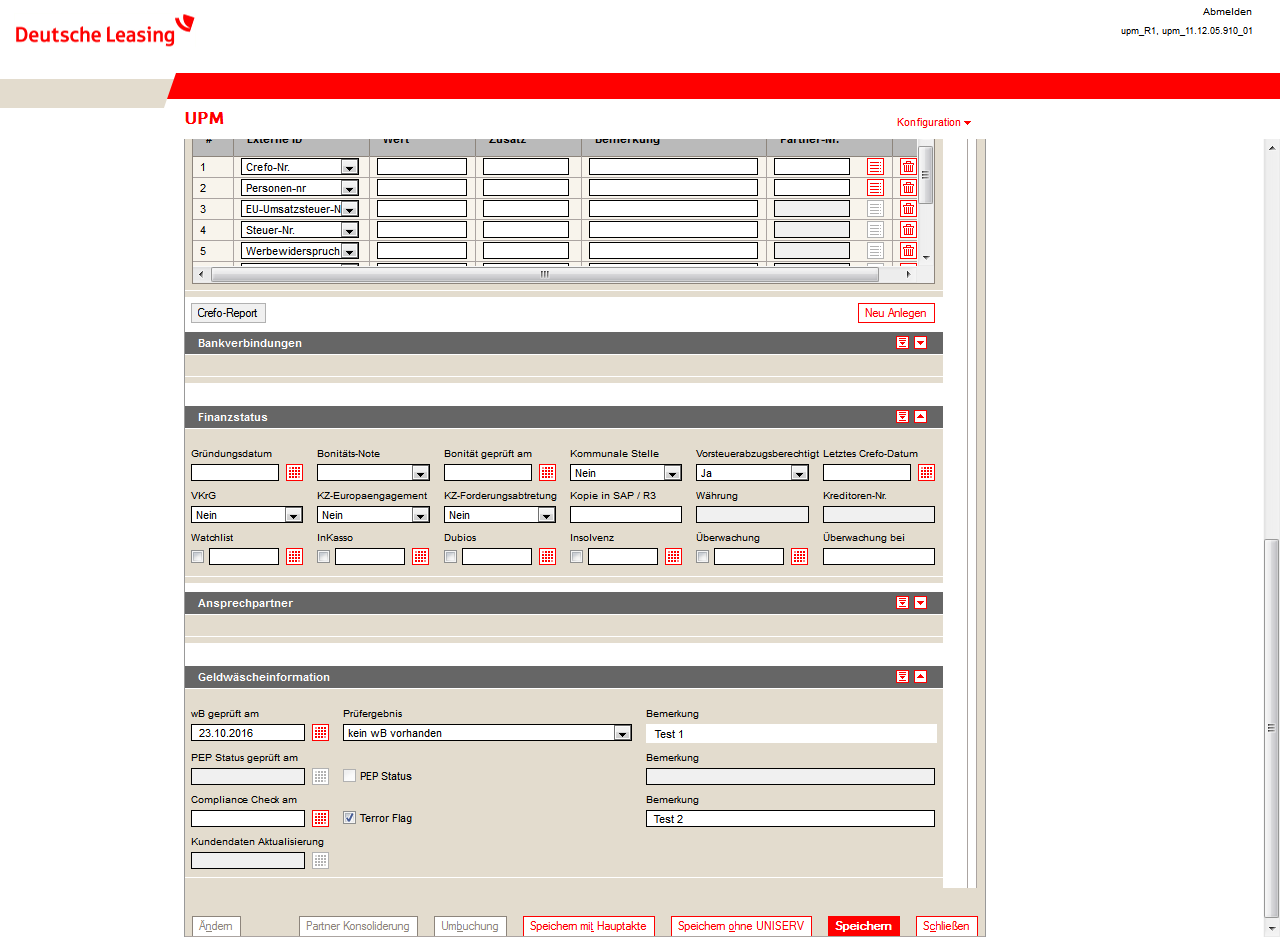 Deutsche Leasing
Abmelden
upm_R1, upm_11.12.05.910_01
UPM
Konfiguration
# Externe ID Wert Zusatz Bemerkung Partner-Nr.
1 Crefo-Nr.
2 Personen-nr
3 EU-Umsatzsteuer-N
4 Steuer-Nr.
5 Werbewiderspruch
Crefo-Report Neu Anlegen
Bankverbindungen
Finanzstatus
Gründungsdatum Bonitäts-Note Bonität geprüft am Kommunale Stelle Vorsteuerabzugsberechtigt Letztes Crefo-Datum
Nein Ja
VKrG KZ-Europaengagement KZ-Forderungsabtretung Kopie in SAP / R3 Währung Kreditoren-Nr.
Nein Nein Nein
Watchlist InKasso Dubios Insolvenz Überwachung Überwachung bei
Ansprechpartner
Geldwäscheinformation
wB geprüft am Prüfergebnis Bemerkung
23.10.2016 kein wB vorhanden Test 1
PEP Status geprüft am Bemerkung
PEP Status
Compliance Check am Bemerkung
Terror Flag Test 2
Kundendaten Aktualisierung
Ändem Partner Konsolidierung Umbuchung Speichern mit Hauptakte Speichern ohne UNISERV Speichern Schließen